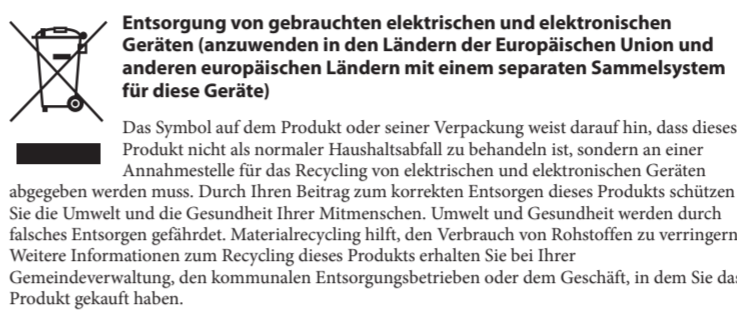 Entsorgung von gebrauchten elektrischen und elektronischen
Geräten (anzuwenden in den Ländern der Europäischen Union und
anderen europäischen Ländern mit einem separaten Sammelsystem
für diese Geräte)
Das Symbol auf dem Produkt oder seiner Verpackung weist darauf hin, dass dieses
Produkt nicht als normaler Haushaltsabfall zu behandeln ist, sondern an einer
Annahmestelle für das Recycling von elektrischen und elektronischen Geräten
abgegeben werden muss. Durch Ihren Beitrag zum korrekten Entsorgen dieses Produkts schützen
Sie die Umwelt und die Gesundheit Ihrer Mitmenschen. Umwelt und Gesundheit werden durch
falsches Entsorgen gefährdet. Materialrecycling hilft, den Verbrauch von Rohstoffen zu verringern
Weitere Informationen zum Recycling dieses Produkts erhalten Sie bei Ihrer
Gemeindeverwaltung, den kommunalen Entsorgungsbetrieben oder dem Geschäft, in dem Sie das
Produkt gekauft haben.